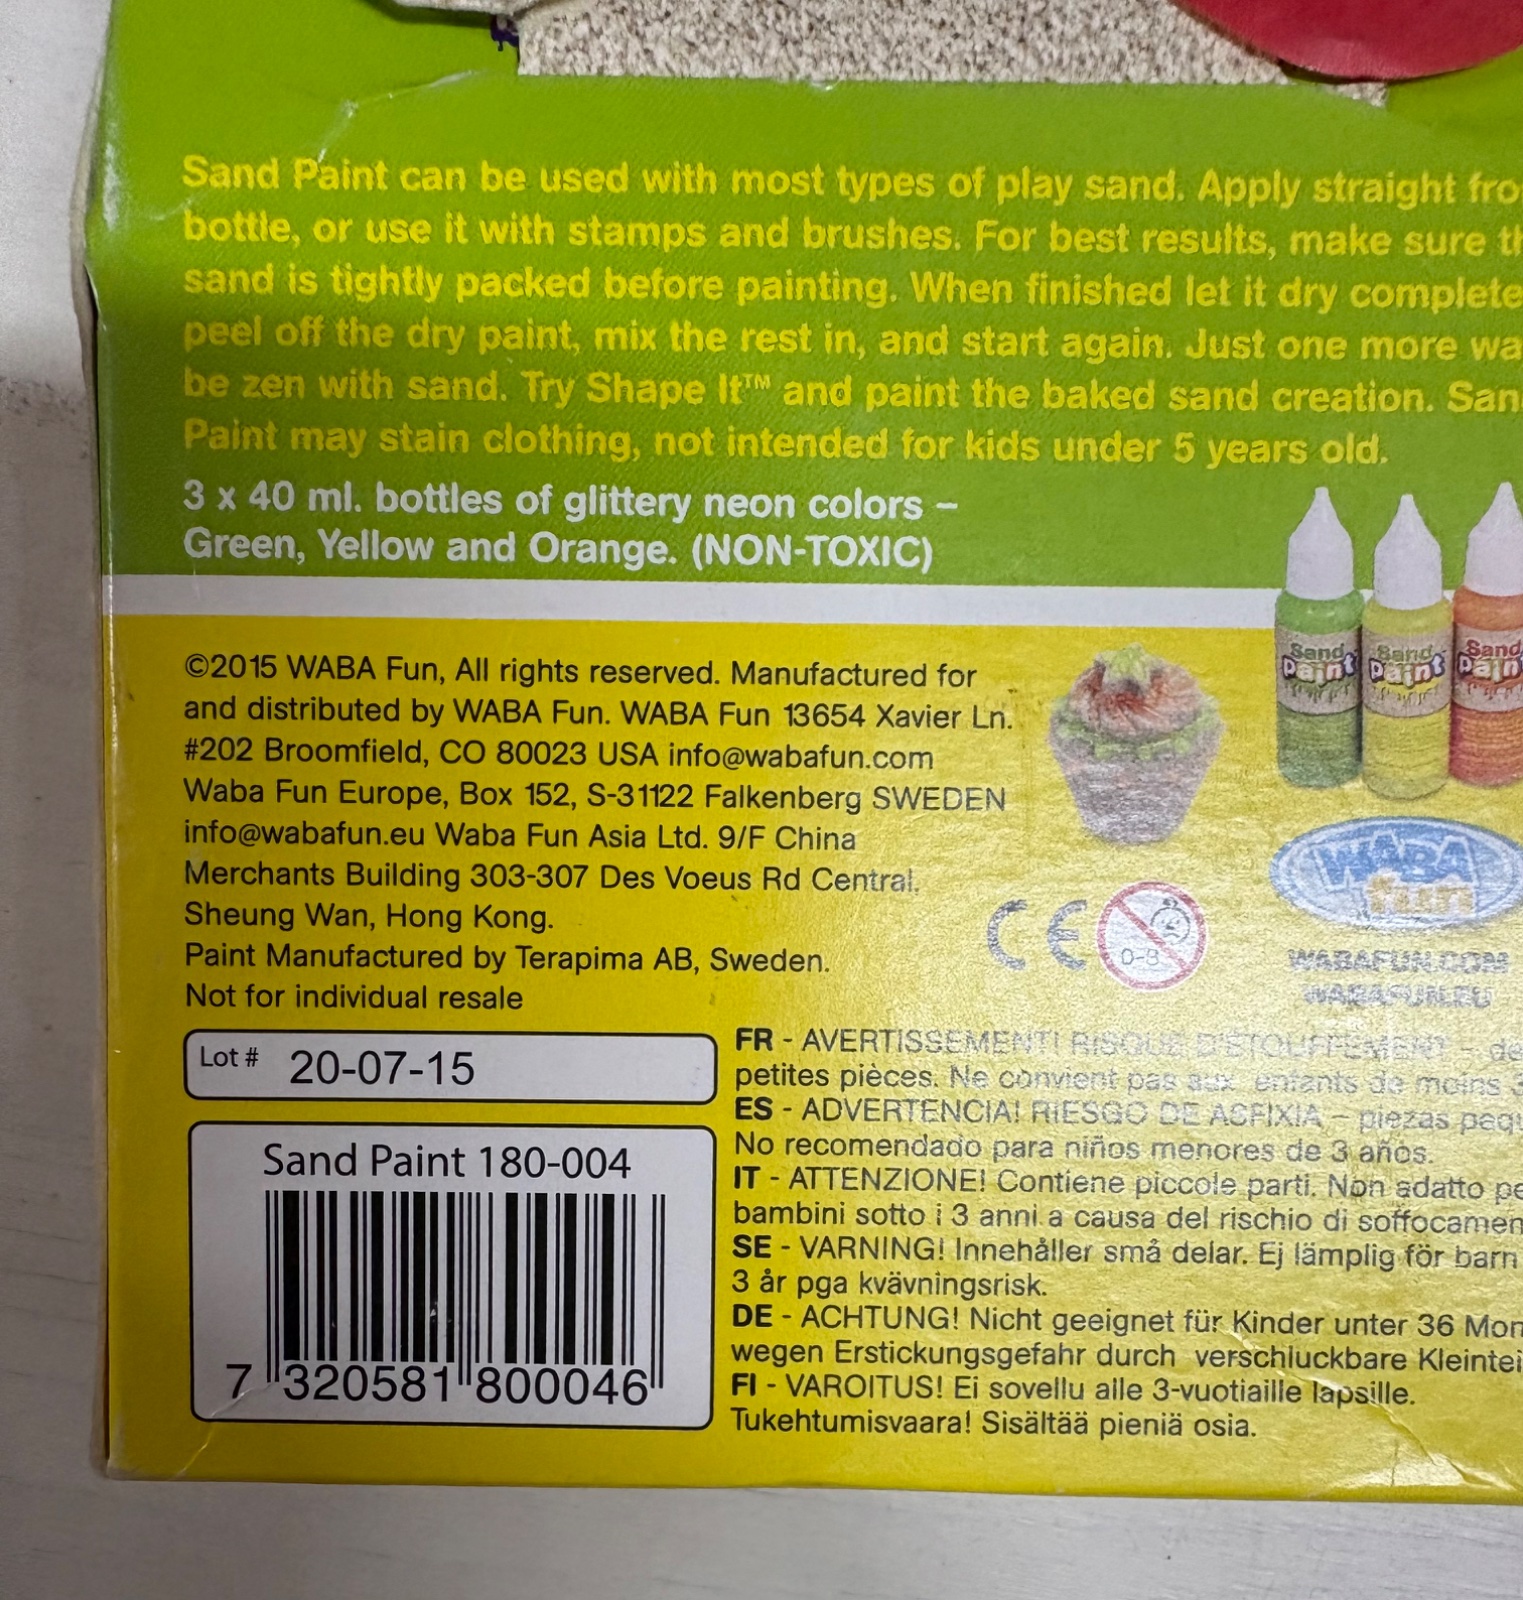 Sand Paint can be used with most types of play sand. Apply straight
bottle, or use it with stamps and brushes. For best results, make sure
sand is tightly packed before painting. When finished let it dry
peel off the dry paint, mix the rest in, and start again. Just one more
be zen with sand. Try Shape It™ and paint the baked sand creation.
Paint may stain clothing, not intended for kids under 5 years old.
3 x 40 ml. bottles of glittery neon colors –
Green, Yellow and Orange. (NON-TOXIC)
Sand Paint
Sand Paint
Sand
©2015 WABA Fun, All rights reserved. Manufactured for
and distributed by WABA Fun. WABA Fun 13654 Xavier Ln.
#202 Broomfield, CO 80023 USA info@wabafun.com
Waba Fun Europe, Box 152, S-31122 Falkenberg SWEDEN
info@wabafun.eu Waba Fun Asia Ltd. 9/F China
Merchants Building 303-307 Des Voeus Rd Central,
Sheung Wan, Hong Kong.
Paint Manufactured by Terapima AB, Sweden.
Not for individual resale
CE 0-3
WABA
fun
WABAFUN.COM
WABAFUN.EU
Lot # 20-07-15
Sand Paint 180-004
7 320581 800046
FR - AVERTISSEMENT! RISQUE D'ÉTOUFFEMENT –
petites pièces. Ne convient pas aux enfants de moins
ES - ADVERTENCIA! RIESGO DE ASFIXIA – piezas
No recomendado para niños menores de 3 años.
IT - ATTENZIONE! Contiene piccole parti. Non adatto
bambini sotto i 3 anni a causa del rischio di
SE - VARNING! Innehåller små delar. Ej lämplig för barn
3 år pga kvävningsrisk.
DE - ACHTUNG! Nicht geeignet für Kinder unter 36
wegen Erstickungsgefahr durch verschluckbare
FI - VAROITUS! Ei sovellu alle 3-vuotiaille lapsille.
Tukehtumisvaara! Sisältää pieniä osia.